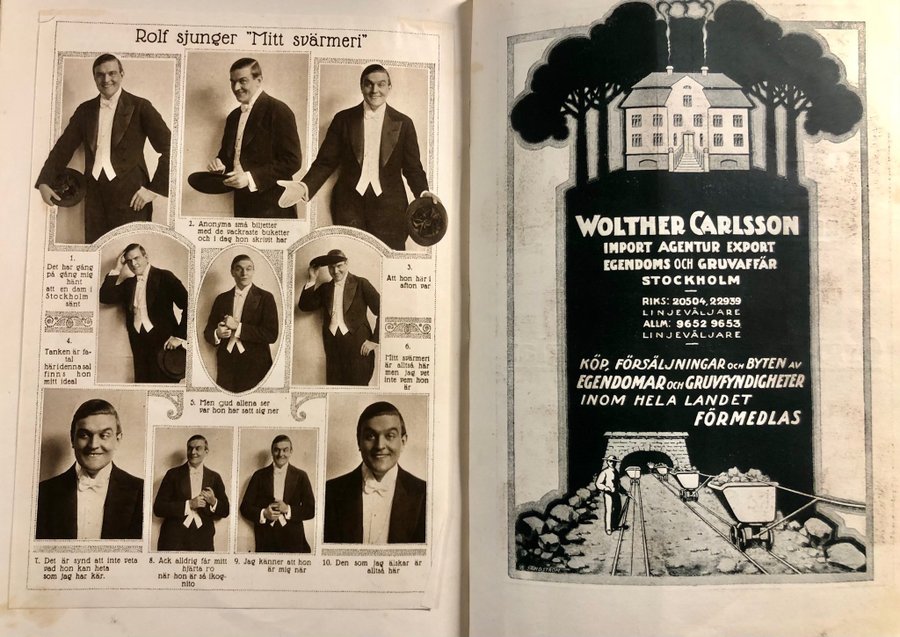 Rolf sjunger "Mitt svärmeri"
1.
Det har gång
på gång mig
hänt
att en dam i
Stockholm
sänt
1. Anonyma små biljetter
med de vackraste buketter
och i dag hon skrivit har
3.
Att hon här i
afton var
4.
Tanken är fa-
tal
häridennasal
finns hon
mitt ideal
5. Men gud allena ser
var hon har satt sig ner
6.
Mitt svärmeri
är alltså här
men jag vet
inte vem hon
är
7. Det är synd att inte veta
vad hon kan heta
som jag har kär.
8. Ack alldrig får mitt
hjärta ro
när hon är så ikog-
nito
9. Jag känner att hon
är mig när
10. Den som jag älskar är
alltså här
WOLTHER CARLSSON
IMPORT AGENTUR EXPORT
EGENDOMS OCH GRUVAFFÄR
STOCKHOLM
RIKS: 20504, 22939
LINJEVÄLJARE
ALLM: 9652 9653
LINJEVÄLJARE
KÖP, FÖRSÄLJNINGAR OCH BYTEN AV
EGENDOMAR OCH GRUVFYNDIGHETER
INOM HELA LANDET
FÖRMEDLAS